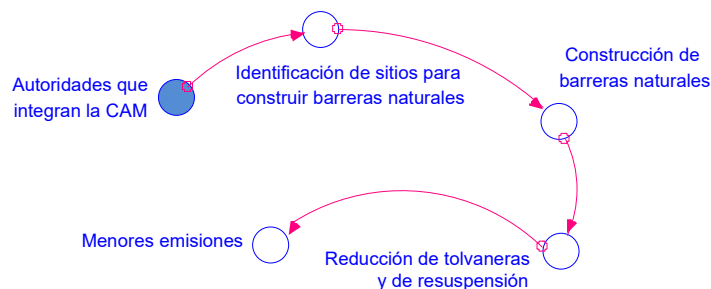 Autoridades que
integran la CAM
Identificación de sitios para
construir barreras naturales
Construcción de
barreras naturales
Reducción de tolvaneras
y de resuspensión
Menores emisiones